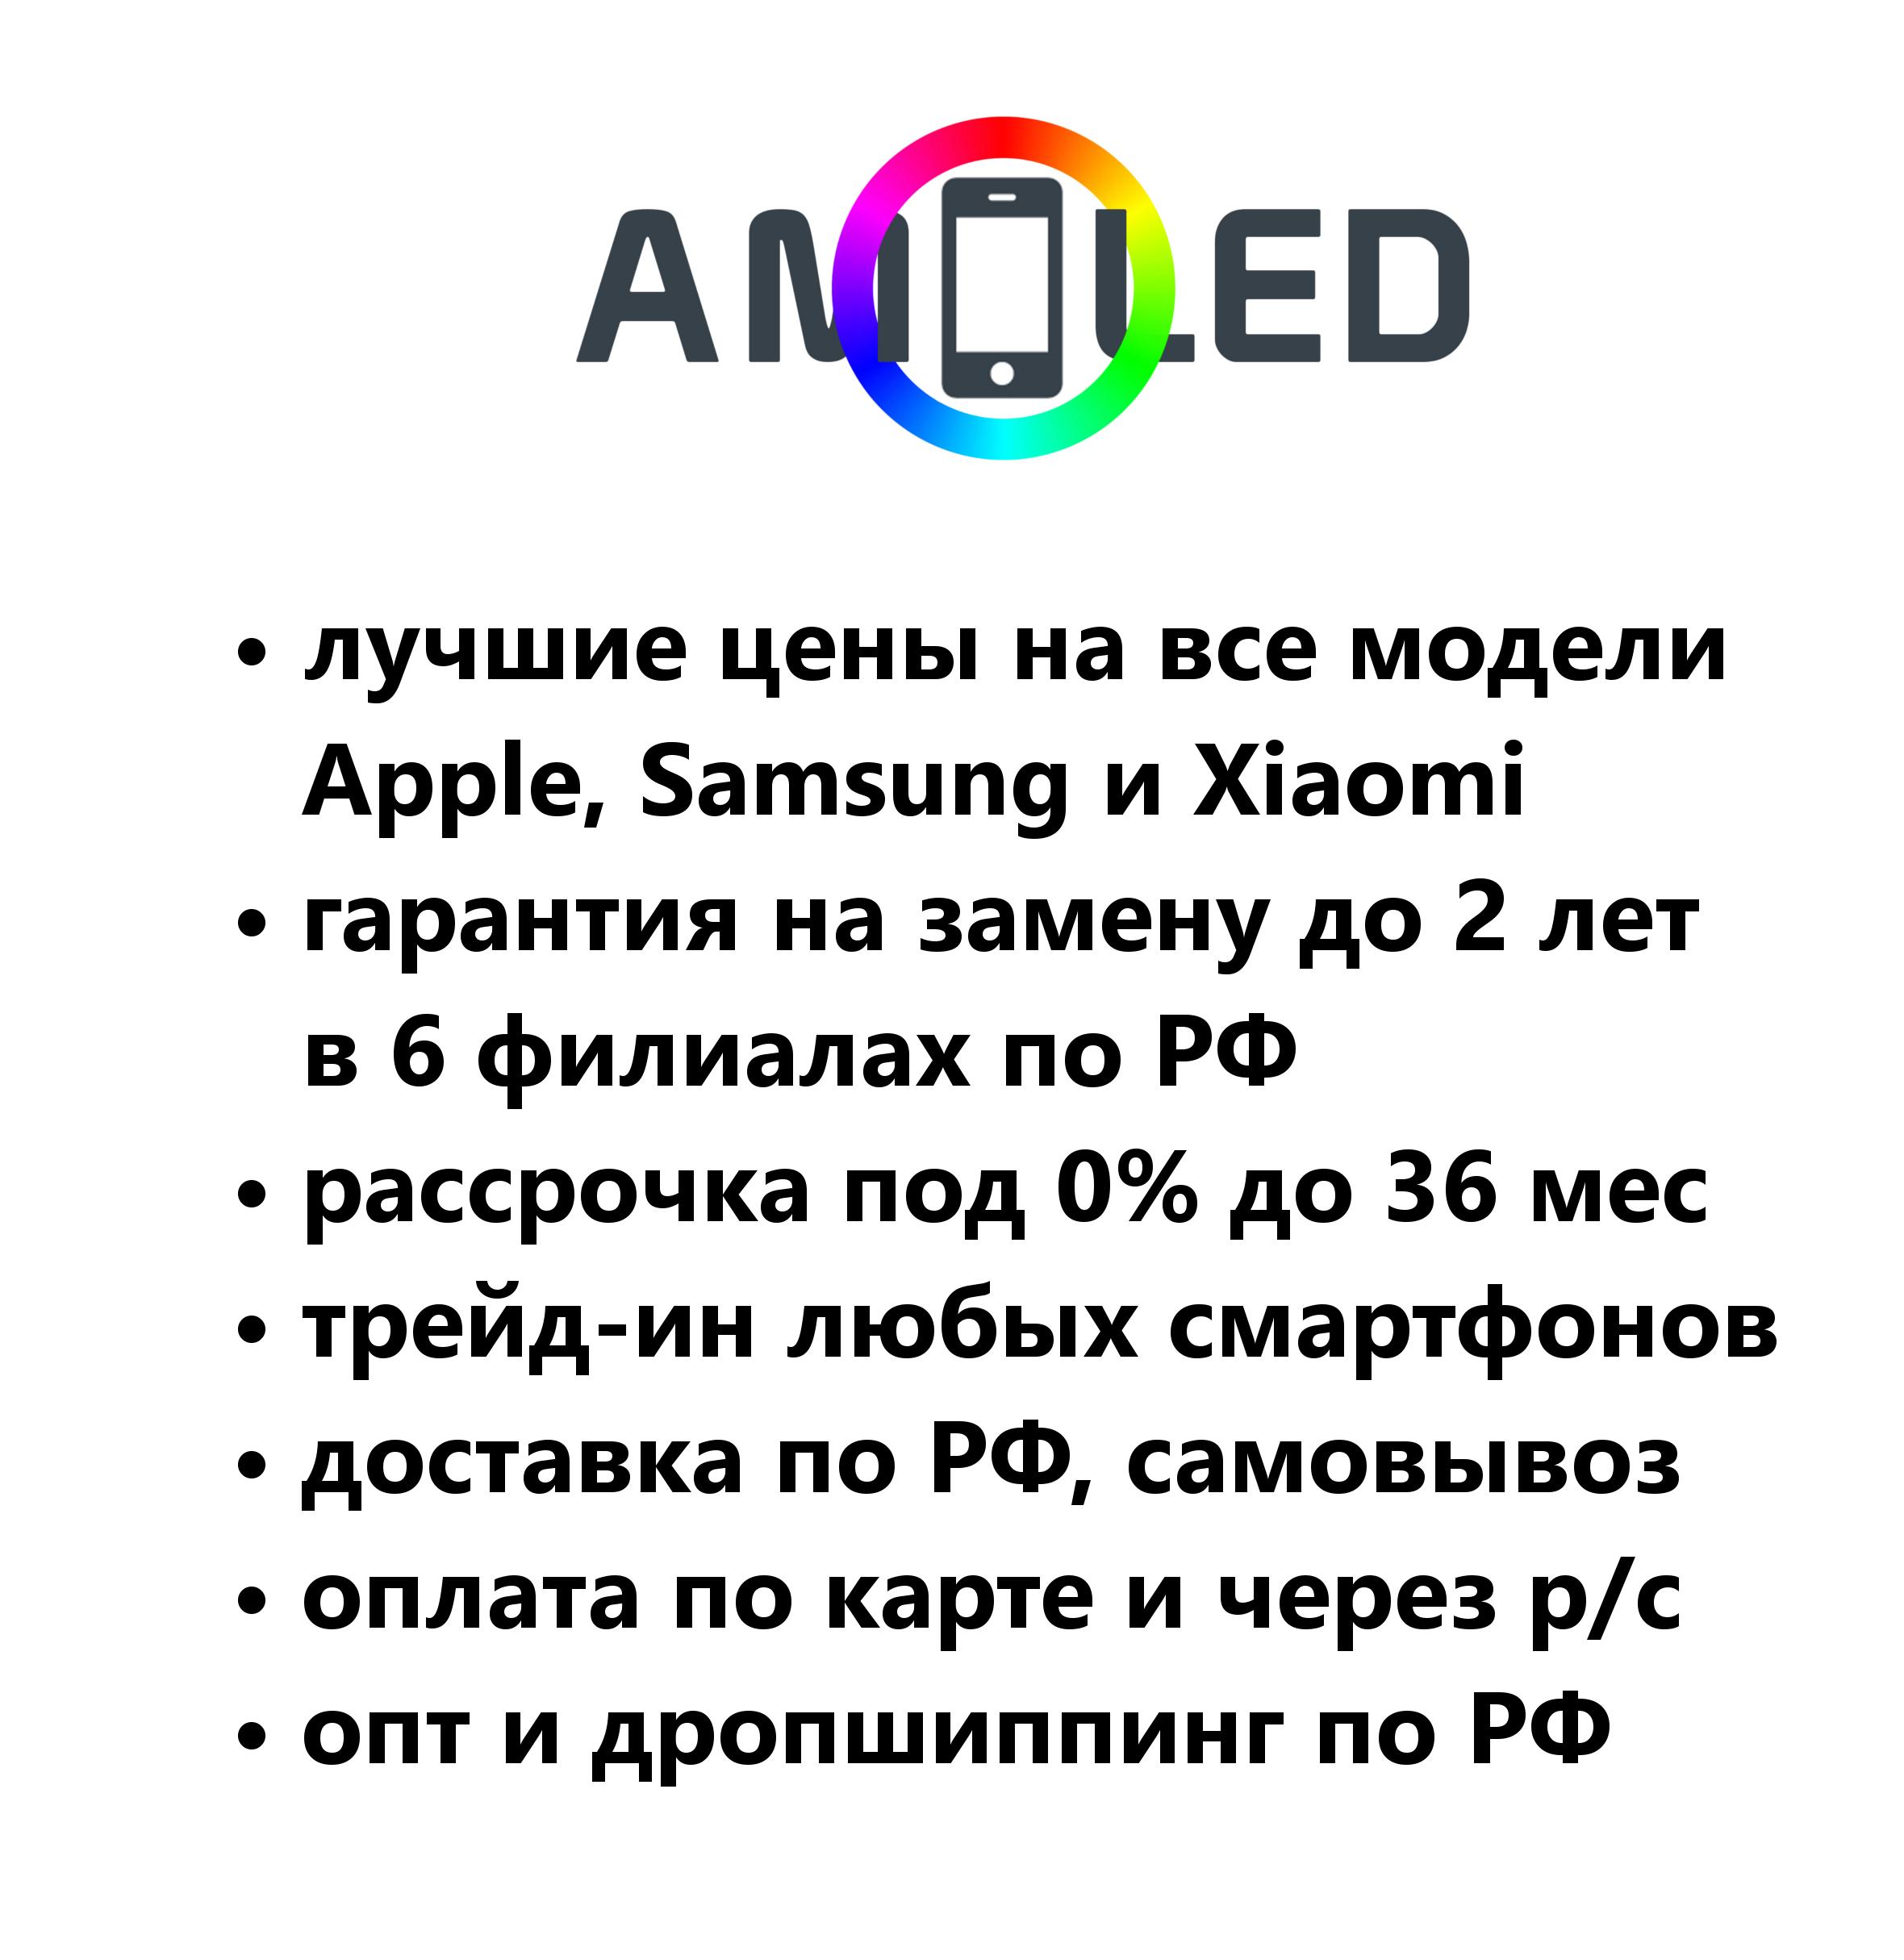 AMOLED
• лучшие цены на все модели
Apple, Samsung и Xiaomi
• гарантия на замену до 2 лет
в 6 филиалах по РФ
• рассрочка под 0% до 36 мес
• трейд-ин любых смартфонов
• доставка по РФ, самовывоз
• оплата по карте и через р/с
• опт и дропшиппинг по РФ